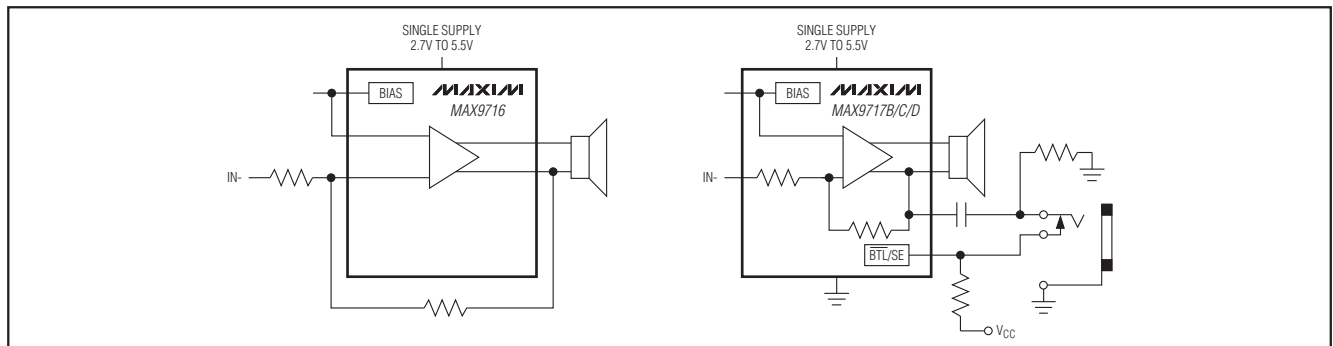 SINGLE SUPPLY
2.7V TO 5.5V
BIAS
MAXIM
MAX9716
IN-
SINGLE SUPPLY
2.7V TO 5.5V
BIAS
MAXIM
MAX9717B/C/D
IN-
BTL/SE
VCC